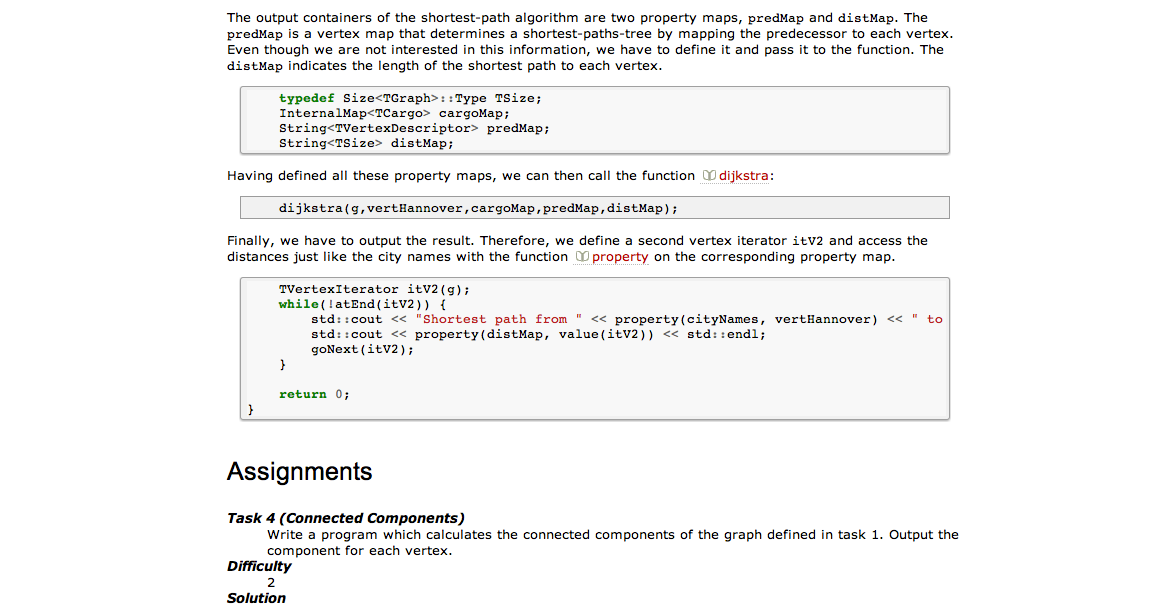 The output containers of the shortest-path algorithm are two property maps, predMap and distMap. The
predMap is a vertex map that determines a shortest-paths-tree by mapping the predecessor to each vertex.
Even though we are not interested in this information, we have to define it and pass it to the function. The
distMap indicates the length of the shortest path to each vertex.
typedef Size<TGraph>::Type TSize;
InternalMap<TCargo> cargoMap;
String<TVertexDescriptor> predMap;
String<TSize> distMap;
Having defined all these property maps, we can then call the function dijkstra:
dijkstra(g,vertHannover,cargoMap,predMap,distMap);
Finally, we have to output the result. Therefore, we define a second vertex iterator itV2 and access the
distances just like the city names with the function property on the corresponding property map.
TVertexIterator itV2(g);
while(!atEnd(itV2)) {
std::cout << "Shortest path from " << property(cityNames, vertHannover) << " to
std::cout << property(distMap, value(itV2)) << std::endl;
goNext(itV2);
}
return 0;
}
Assignments
Task 4 (Connected Components)
Write a program which calculates the connected components of the graph defined in task 1. Output the
component for each vertex.
Difficulty
2
Solution